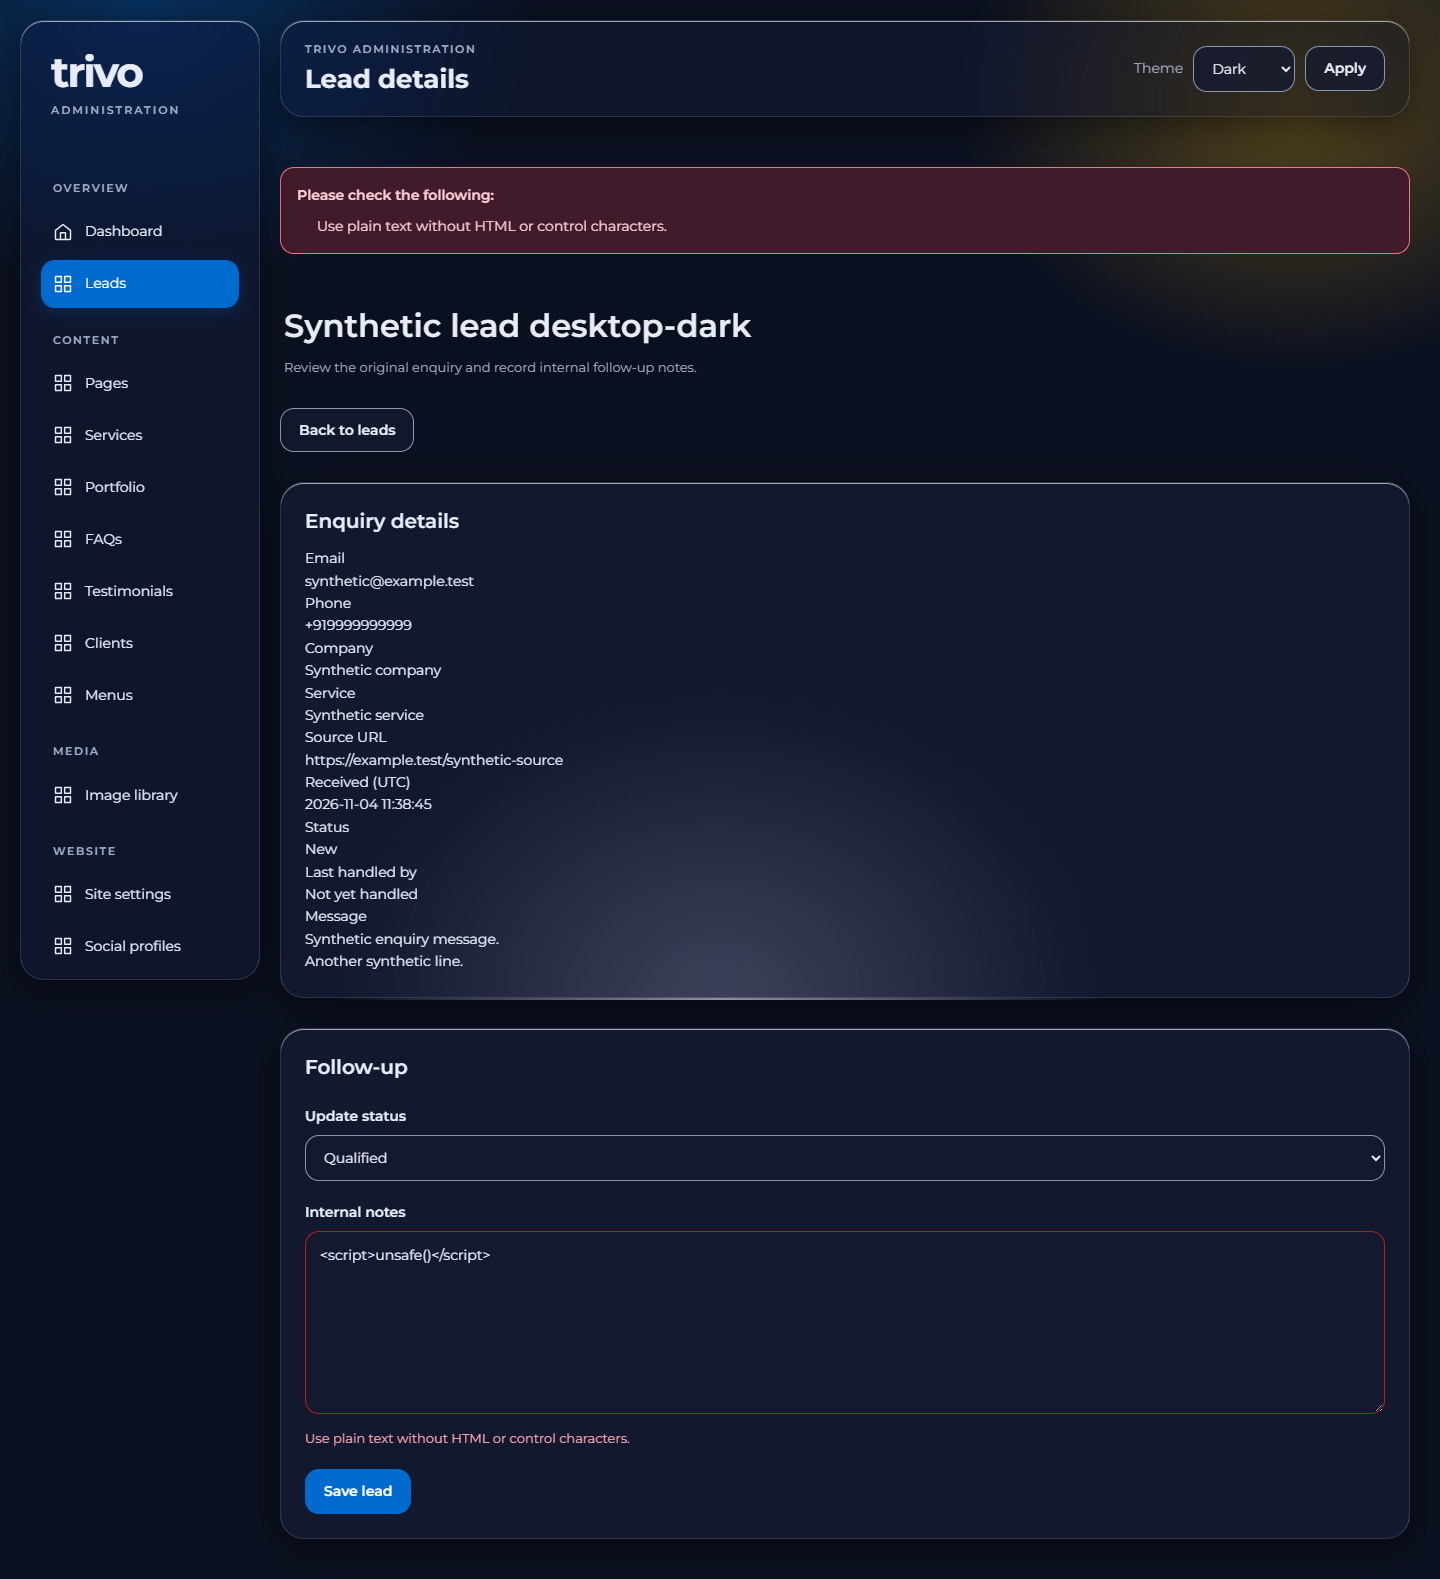 trivo
ADMINISTRATION
OVERVIEW
Dashboard
Leads
CONTENT
Pages
Services
Portfolio
FAQs
Testimonials
Clients
Menus
MEDIA
Image library
WEBSITE
Site settings
Social profiles
TRIVO ADMINISTRATION
Lead details
Theme
Dark
Apply
Please check the following:
Use plain text without HTML or control characters.
Synthetic lead desktop-dark
Review the original enquiry and record internal follow-up notes.
Back to leads
Enquiry details
Email
synthetic@example.test
Phone
+919999999999
Company
Synthetic company
Service
Synthetic service
Source URL
https://example.test/synthetic-source
Received (UTC)
2026-11-04 11:38:45
Status
New
Last handled by
Not yet handled
Message
Synthetic enquiry message.
Another synthetic line.
Follow-up
Update status
Qualified
Internal notes
<script>unsafe()</script>
Use plain text without HTML or control characters.
Save lead